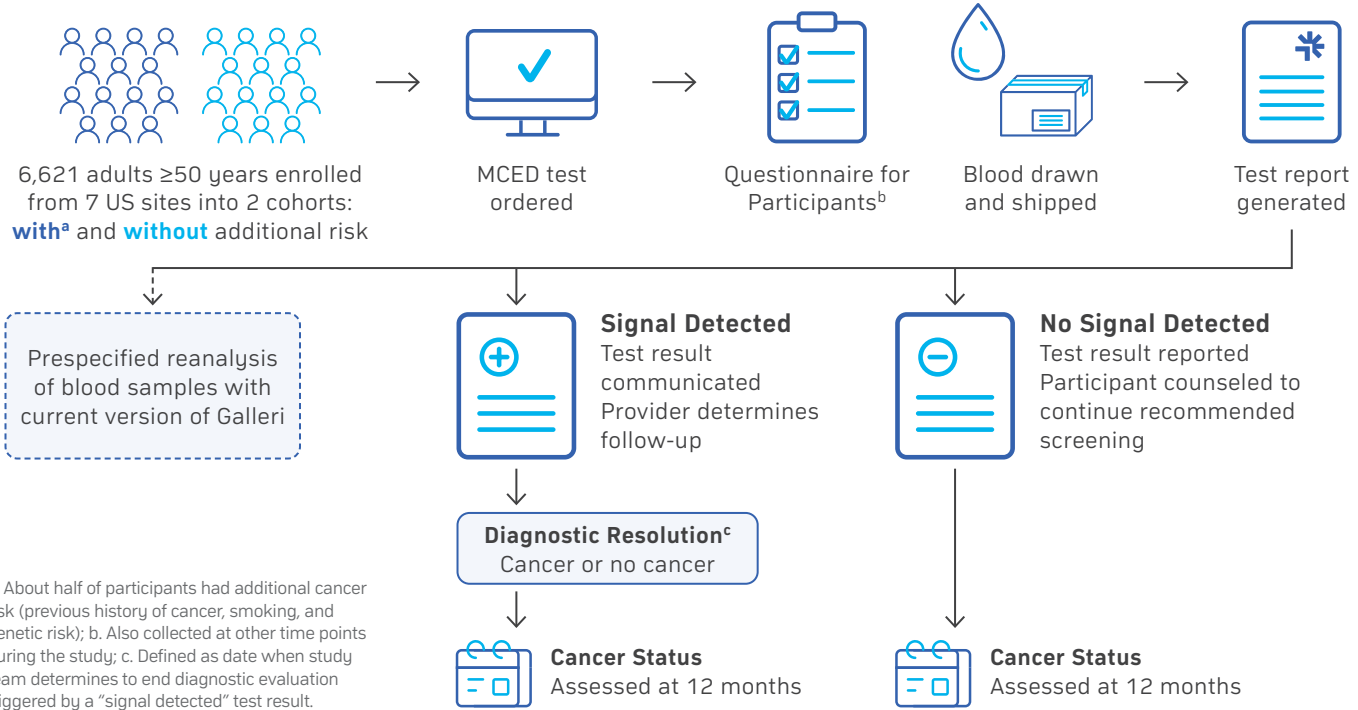 6,621 adults ≥50 years enrolled
from 7 US sites into 2 cohorts:
withᵃ and without additional risk
MCED test
ordered
Questionnaire for
Participantsᵇ
Blood drawn
and shipped
Test report
generated
Prespecified reanalysis
of blood samples with
current version of Galleri
Signal Detected
Test result
communicated
Provider determines
follow-up
No Signal Detected
Test result reported
Participant counseled to
continue recommended
screening
Diagnostic Resolutionᶜ
Cancer or no cancer
Cancer Status
Assessed at 12 months
Cancer Status
Assessed at 12 months
About half of participants had additional cancer
sk (previous history of cancer, smoking, and
enetic risk); b. Also collected at other time points
uring the study; c. Defined as date when study
eam determines to end diagnostic evaluation
iggered by a “signal detected” test result.